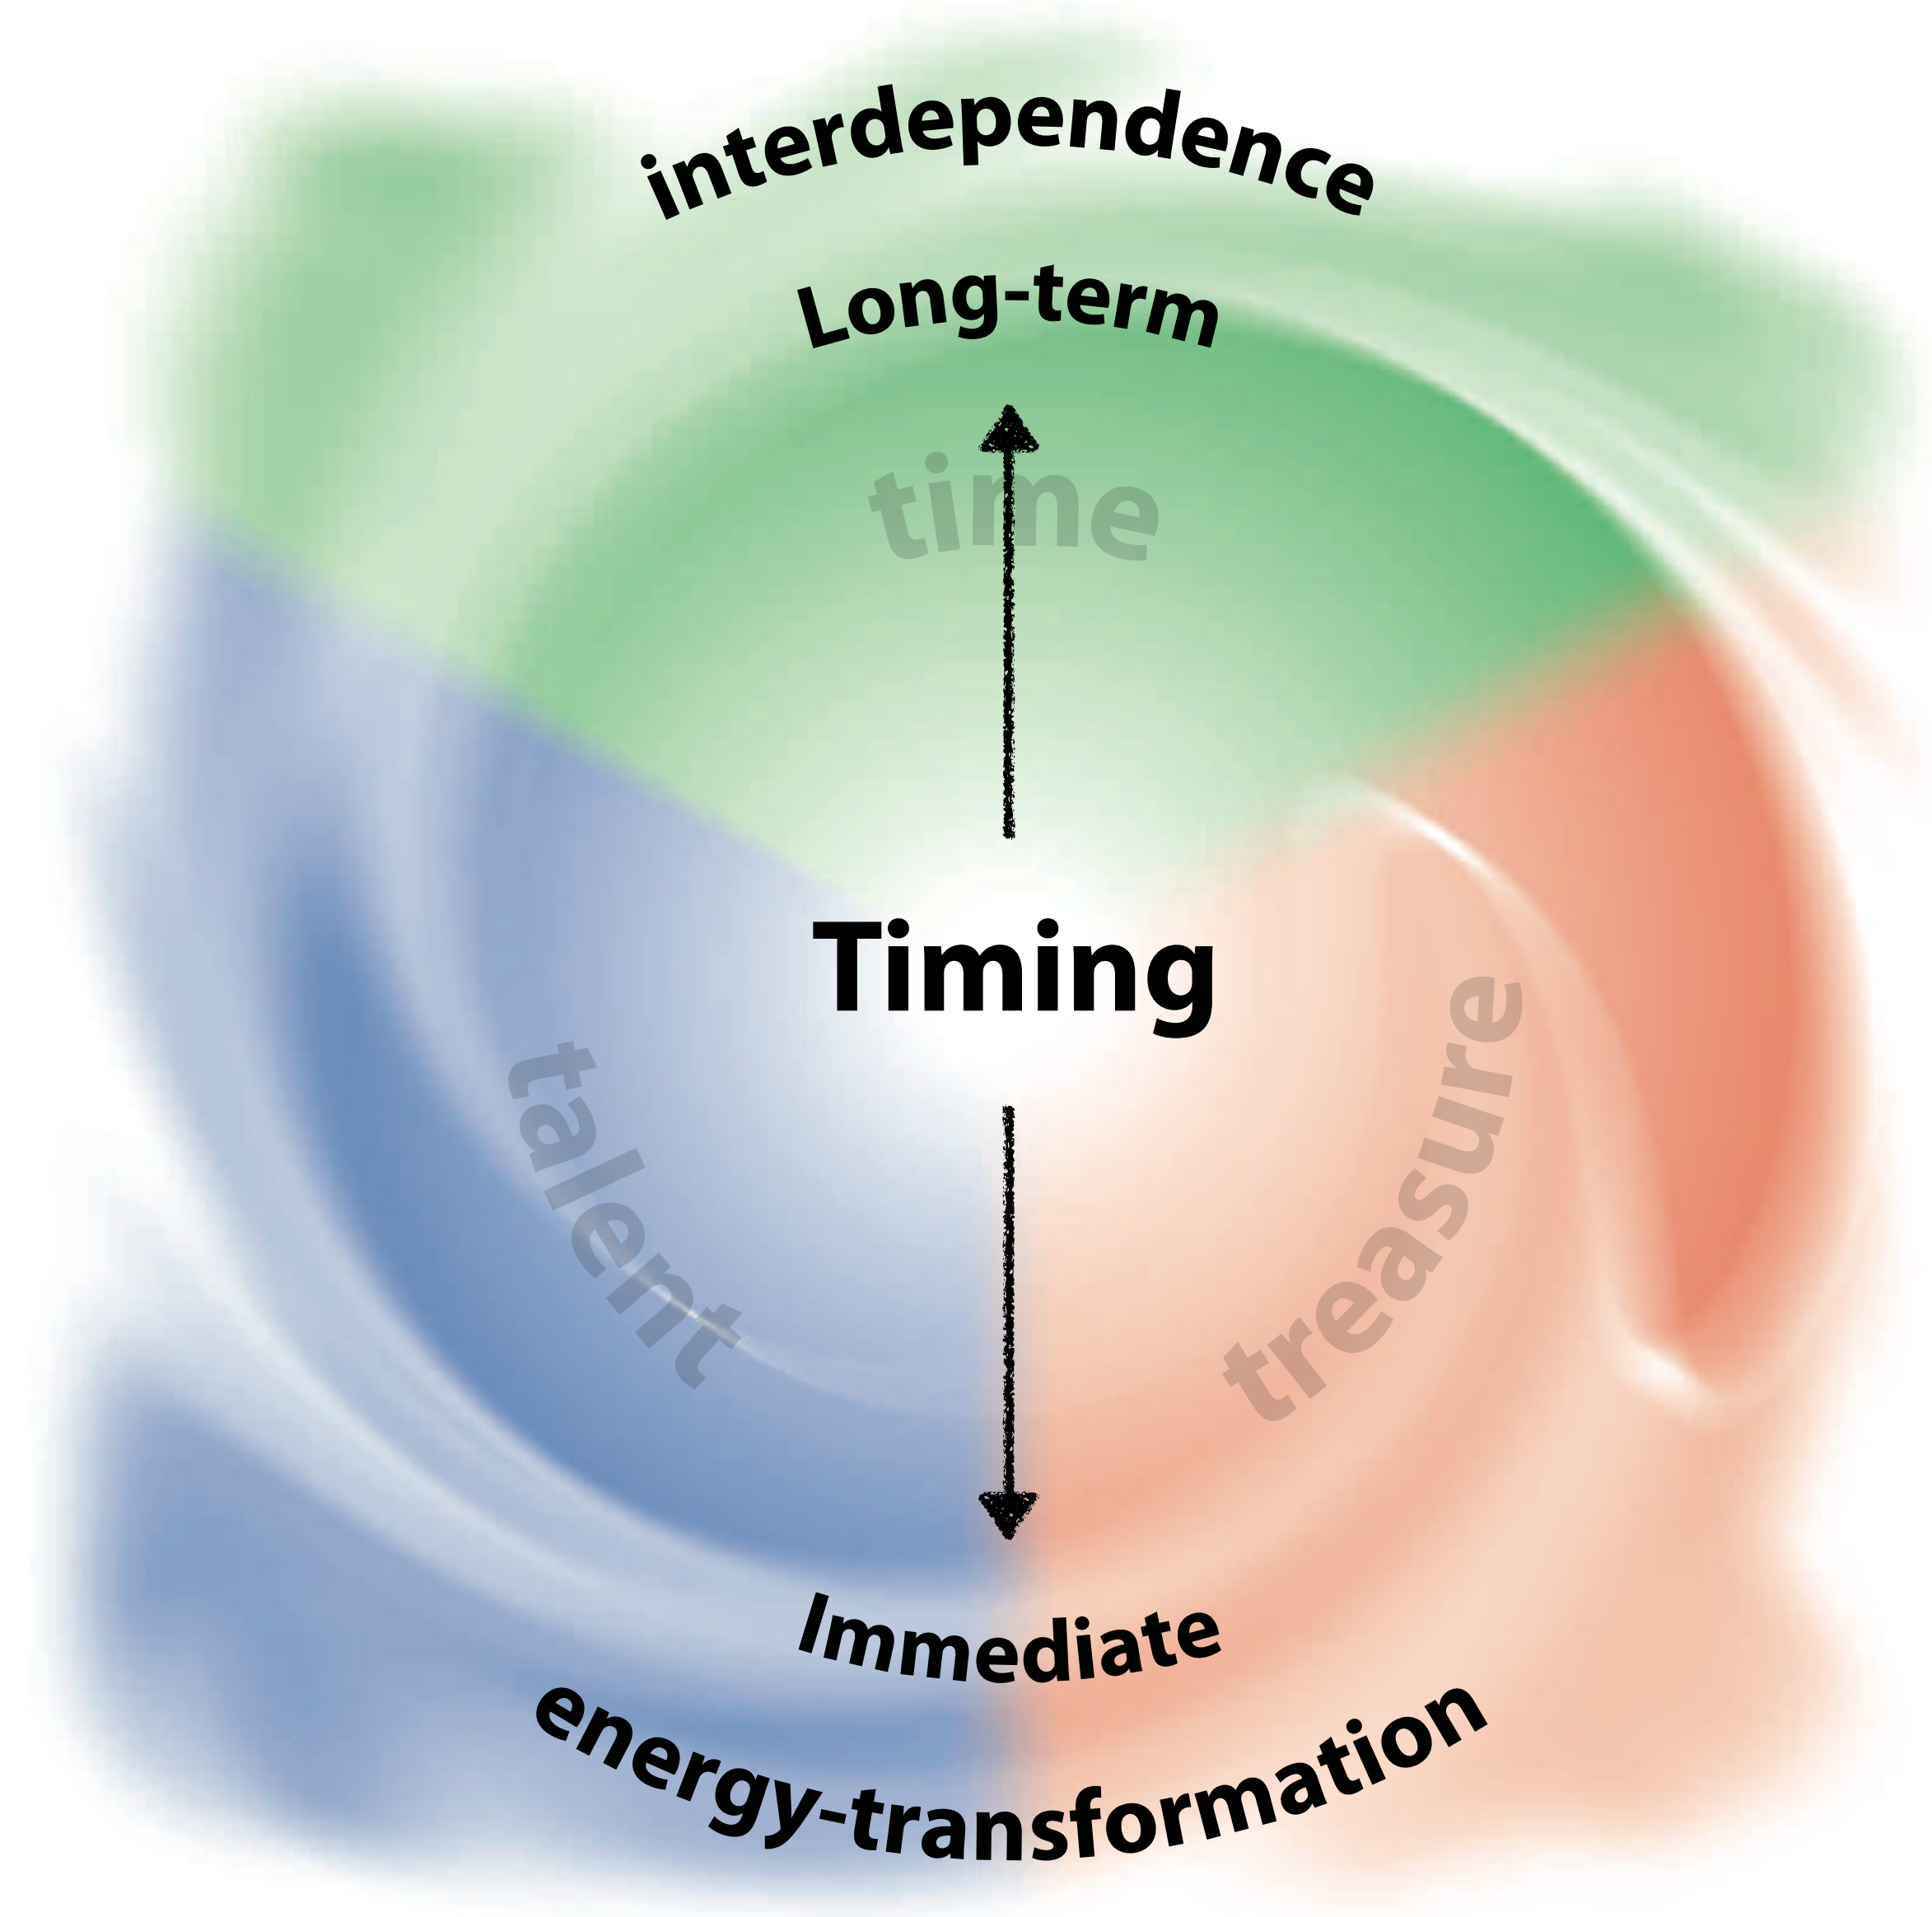 interdependence
Long-term
time
Timing
talent
treasure
Immediate
energy-transformation